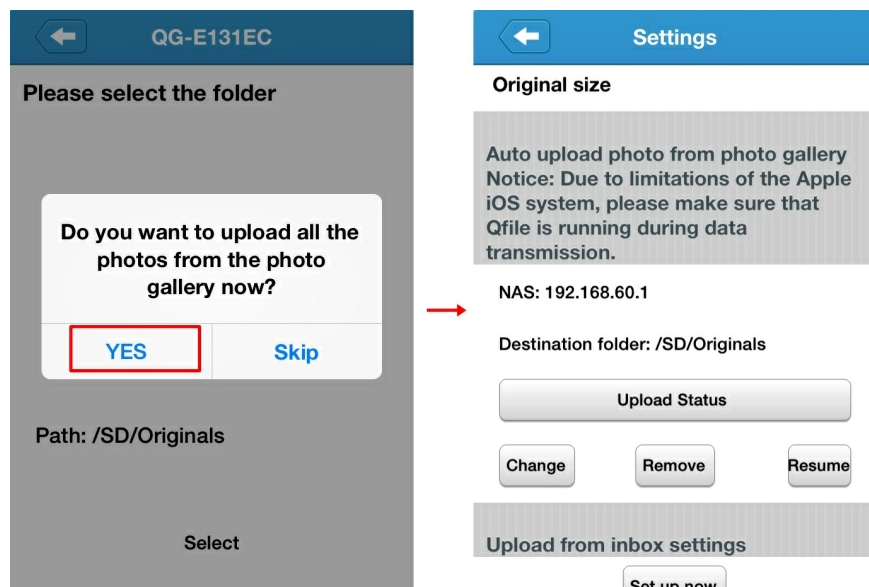 QG-E131EC
Please select the folder
Do you want to upload all the
photos from the photo
gallery now?
YES
Skip
Path: /SD/Originals
Select
Settings
Original size
Auto upload photo from photo gallery
Notice: Due to limitations of the Apple
iOS system, please make sure that
Qfile is running during data
transmission.
NAS: 192.168.60.1
Destination folder: /SD/Originals
Upload Status
Change
Remove
Resume
Upload from inbox settings
Set up now